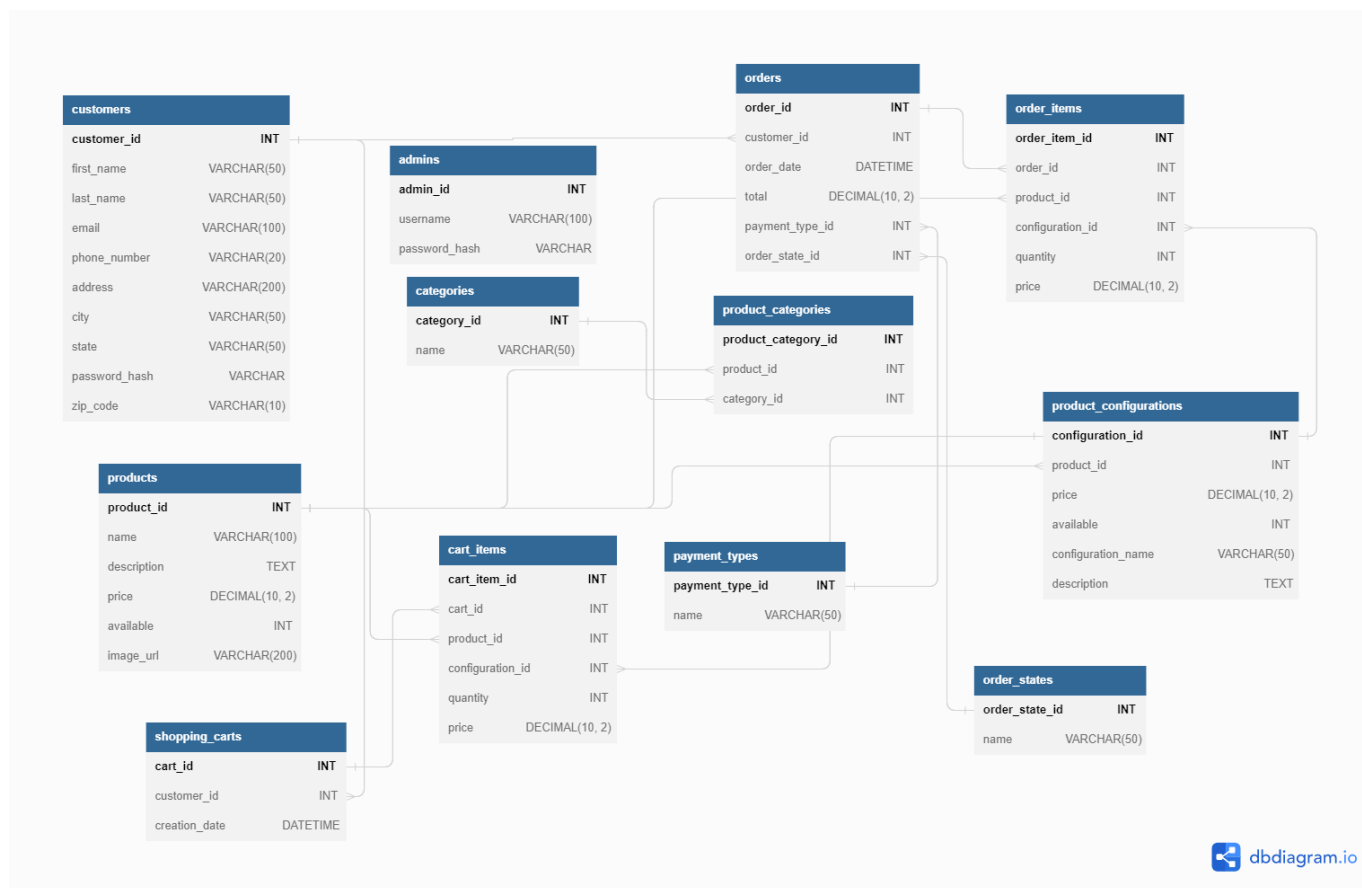 customers
customer_id INT
first_name VARCHAR(50)
last_name VARCHAR(50)
email VARCHAR(100)
phone_number VARCHAR(20)
address VARCHAR(200)
city VARCHAR(50)
state VARCHAR(50)
password_hash VARCHAR
zip_code VARCHAR(10)
admins
admin_id INT
username VARCHAR(100)
password_hash VARCHAR
categories
category_id INT
name VARCHAR(50)
orders
order_id INT
customer_id INT
order_date DATETIME
total DECIMAL(10, 2)
payment_type_id INT
order_state_id INT
order_items
order_item_id INT
order_id INT
product_id INT
configuration_id INT
quantity INT
price DECIMAL(10, 2)
product_categories
product_category_id INT
product_id INT
category_id INT
product_configurations
configuration_id INT
product_id INT
price DECIMAL(10, 2)
available INT
configuration_name VARCHAR(50)
description TEXT
products
product_id INT
name VARCHAR(100)
description TEXT
price DECIMAL(10, 2)
available INT
image_url VARCHAR(200)
cart_items
cart_item_id INT
cart_id INT
product_id INT
configuration_id INT
quantity INT
price DECIMAL(10, 2)
payment_types
payment_type_id INT
name VARCHAR(50)
order_states
order_state_id INT
name VARCHAR(50)
shopping_carts
cart_id INT
customer_id INT
creation_date DATETIME
dbdiagram.io